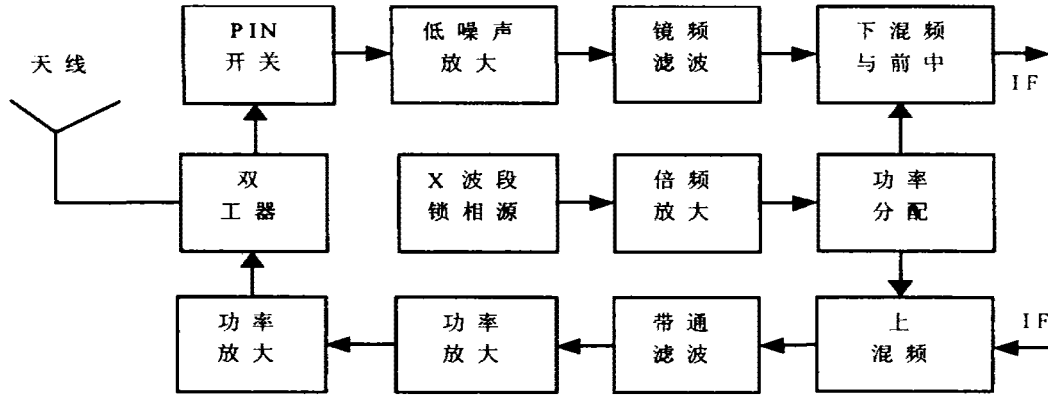 天线
PIN
开关
低噪声
放大
镜频
滤波
下混频
与前中
IF
双
工器
X波段
锁相源
倍频
放大
功率
分配
功率
放大
功率
放大
带通
滤波
上
混频
IF